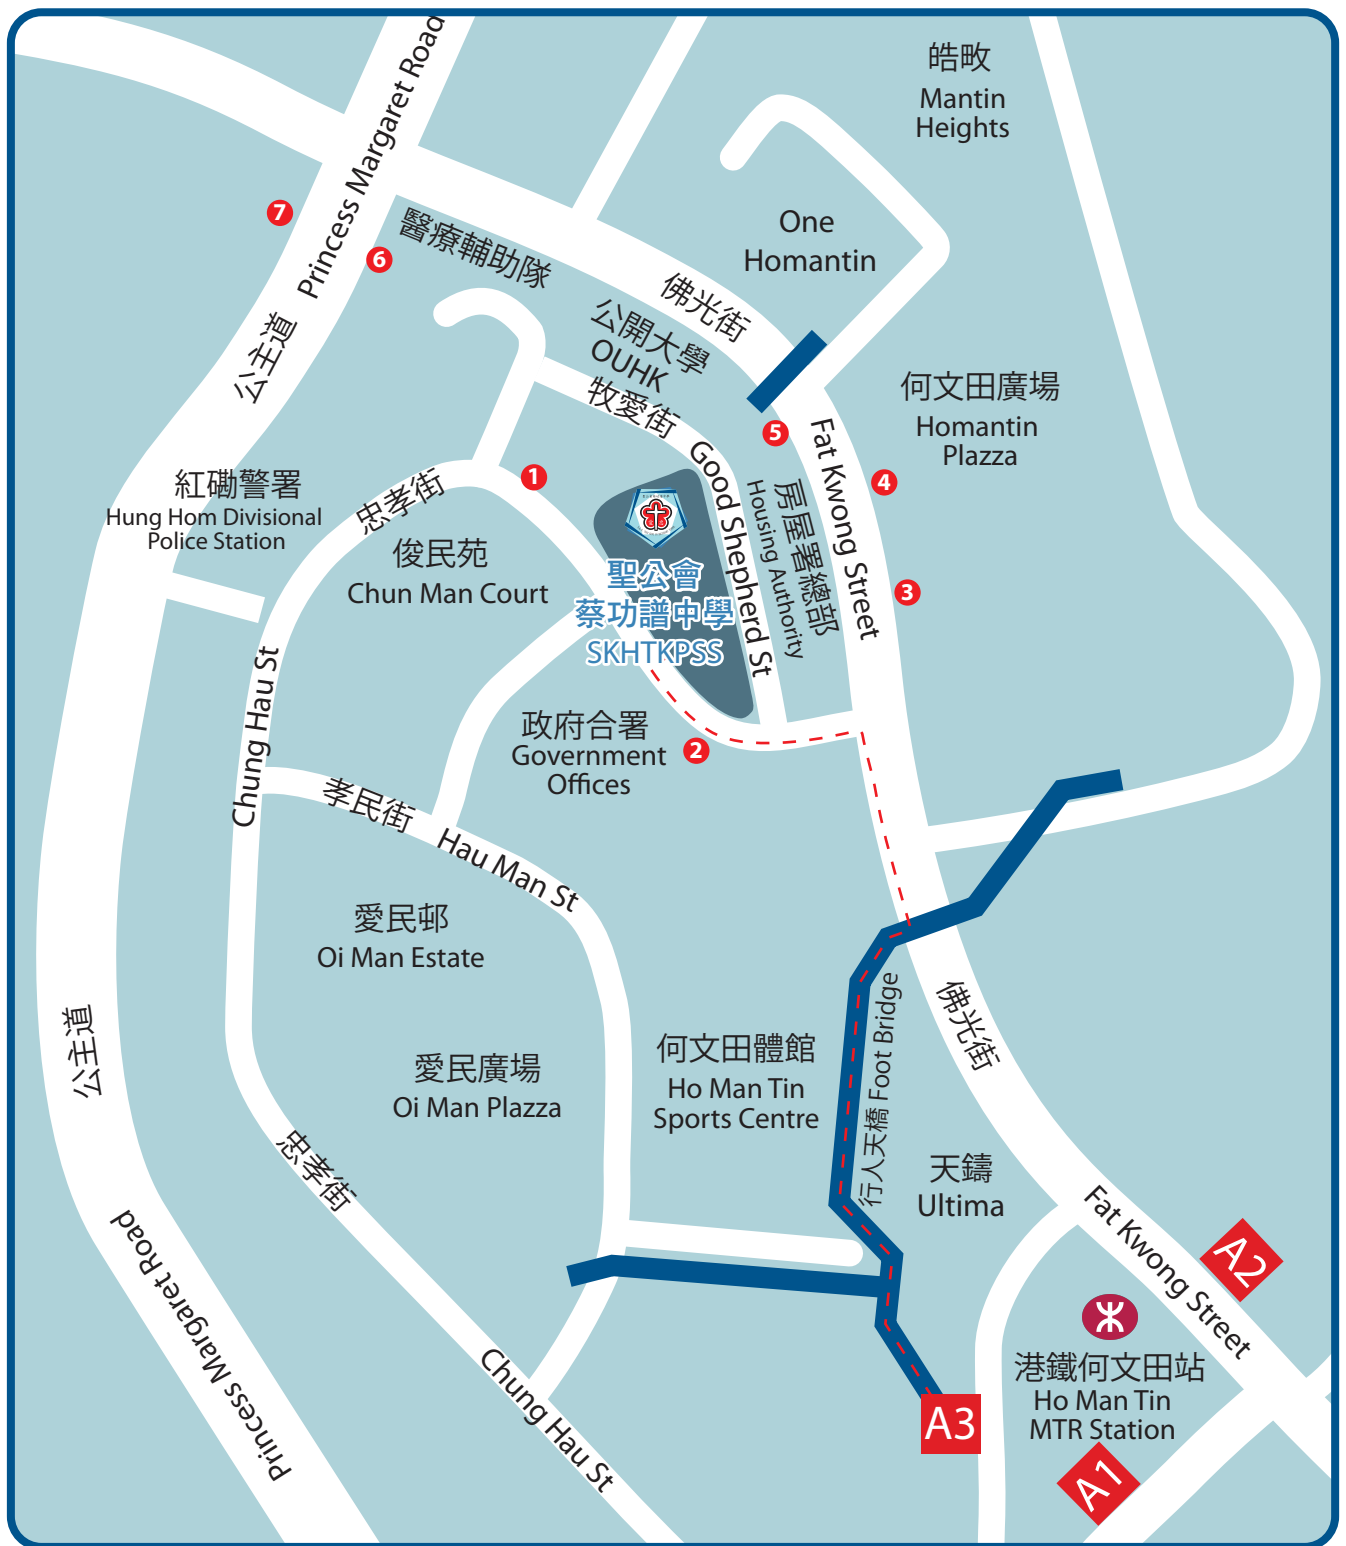 皓畋
Mantin
Heights
Princess Margaret Road
公主道
7
6
醫療輔助隊
One
Homantin
佛光街
公開大學
OUHK
牧愛街
Good Shepherd St
何文田廣場
Homantin
Plazza
5
4
3
Fat Kwong Street
房屋署總部
Housing Authority
1
紅磡警署
Hung Hom Divisional
Police Station
忠孝街
俊民苑
Chun Man Court
聖公會
蔡功譜中學
SKHTKPSS
Chung Hau St
政府合署
Government
Offices
2
孝民街
Hau Man St
愛民邨
Oi Man Estate
公主道
愛民廣場
Oi Man Plazza
何文田體館
Ho Man Tin
Sports Centre
行人天橋 Foot Bridge
佛光街
忠孝街
天鑄
Ultima
Fat Kwong Street
A2
Princess Margaret Road
Chung Hau St
港鐵何文田站
Ho Man Tin
MTR Station
A3
A1